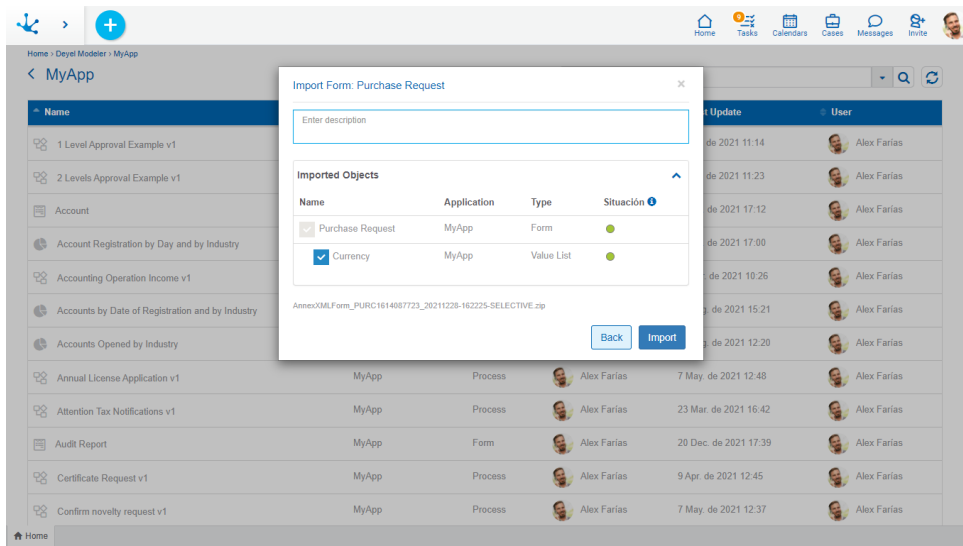 9
Home Tasks Calendars Cases Messages Invite
Home > Deyel Modeler > MyApp
MyApp
Import Form: Purchase Request
Enter description
Name
t Update User
1 Level Approval Example v1 de 2021 11:14 Alex Farías
2 Levels Approval Example v1 de 2021 11:23 Alex Farías
Imported Objects
Name Application Type Situación
Account de 2021 17:12 Alex Farías
Purchase Request MyApp Form
Account Registration by Day and by Industry de 2021 17:00 Alex Farías
Currency MyApp Value List
Accounting Operation Income v1 de 2021 10:26 Alex Farías
AnnexXMLForm_PURC1614087723_20211228-162225-SELECTIVE.zip
Accounts by Date of Registration and by Industry de 2021 15:21 Alex Farías
Back Import
Accounts Opened by Industry de 2021 12:20 Alex Farías
Annual License Application v1 MyApp Process Alex Farías 7 May. de 2021 12:48 Alex Farías
Attention Tax Notifications v1 MyApp Process Alex Farías 23 Mar. de 2021 16:42 Alex Farías
Audit Report MyApp Form Alex Farías 20 Dec. de 2021 17:39 Alex Farías
Certificate Request v1 MyApp Process Alex Farías 9 Apr. de 2021 12:45 Alex Farías
Confirm novelty request v1 MyApp Process Alex Farías 7 May. de 2021 12:37 Alex Farías
Home